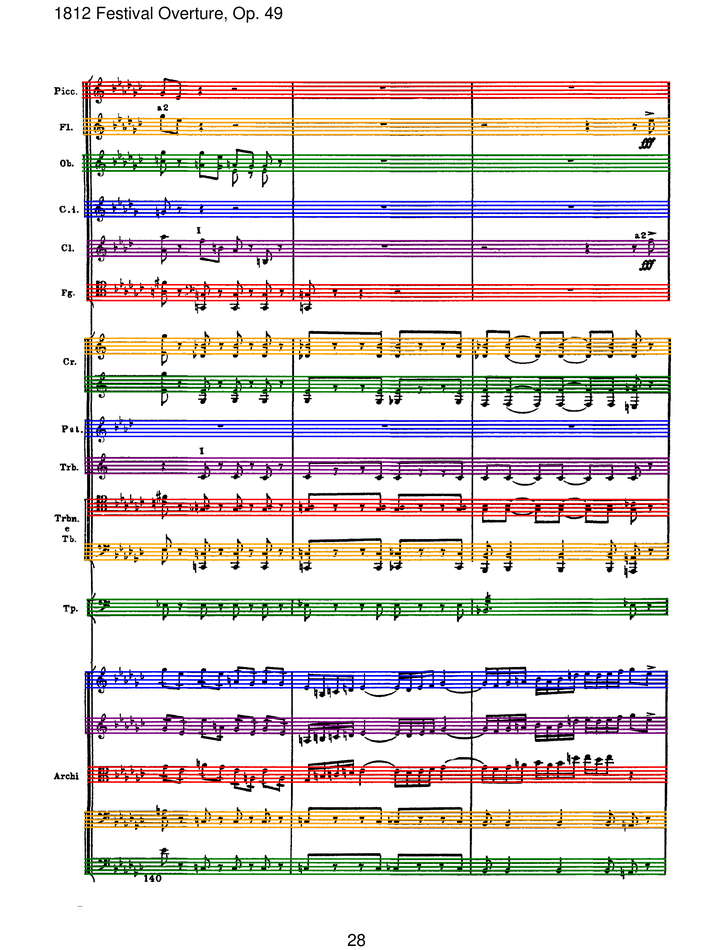 1812 Festival Overture, Op. 49
Picc.
a2
Fl.
fff
Ob.
C.i.
I
a2
Cl.
fff
Fg.
Cr.
Pst.
I
Trb.
Trbn.
e
Tb.
Tp.
Archi
140
28